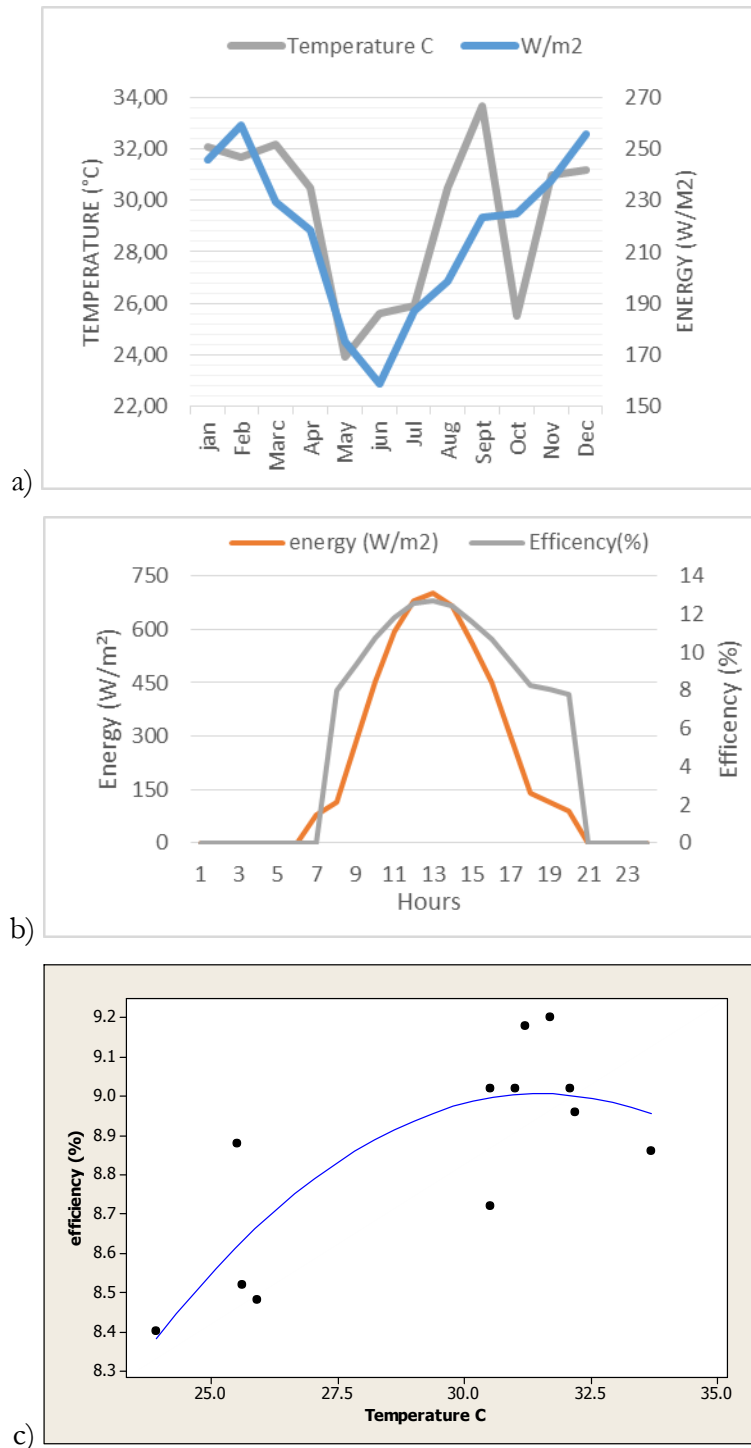 Temperature C W/m2
34,00 270
32,00 250
30,00 230
28,00 210
26,00 190
24,00 170
22,00 150
TEMPERATURE (°C)
ENERGY (W/M2)
jan Feb Marc Apr May jun Jul Aug Sept Oct Nov Dec
a)
energy (W/m2) Efficency(%)
750 14
600 12
450 10
300 8
150 6
0 4
2
0
Energy (W/m²)
Efficency (%)
1 3 5 7 9 11 13 15 17 19 21 23
Hours
b)
9.2
9.1
9.0
8.9
8.8
8.7
8.6
8.5
8.4
8.3
efficiency (%)
25.0 27.5 30.0 32.5 35.0
Temperature C
c)